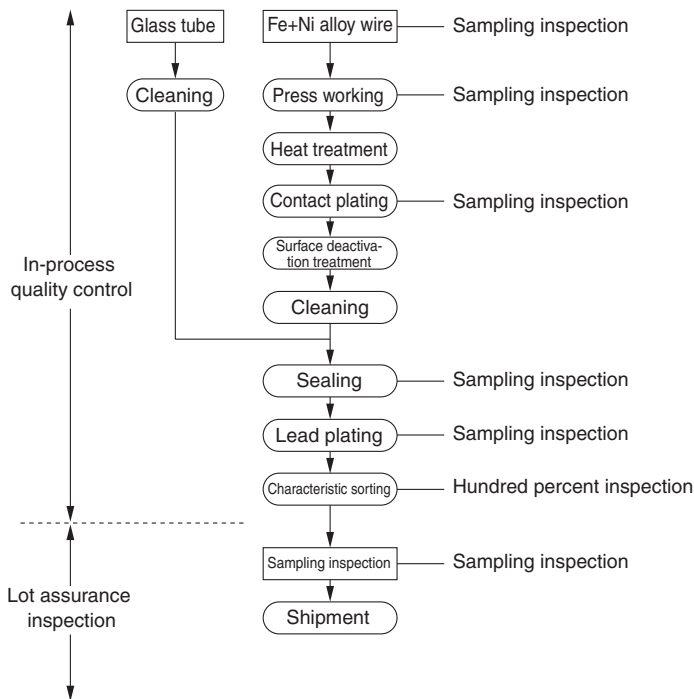 Glass tube
Fe+Ni alloy wire
Sampling inspection
Cleaning
Press working
Sampling inspection
Heat treatment
Contact plating
Sampling inspection
Surface deactiva-
tion treatment
In-process
quality control
Cleaning
Sealing
Sampling inspection
Lead plating
Sampling inspection
Characteristic sorting
Hundred percent inspection
Sampling inspection
Sampling inspection
Lot assurance
inspection
Shipment